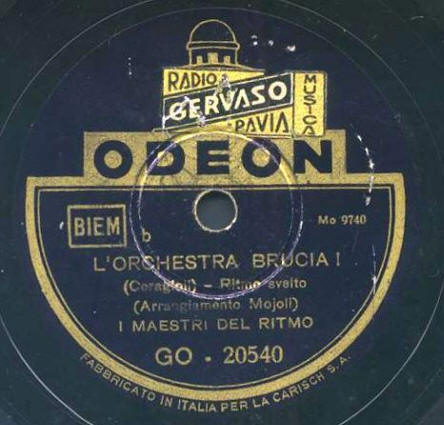 RADIO
GERVASO
PAVIA
MUSICA
ODEON
BIEM
b
Mo 9740
L'ORCHESTRA BRUCIA!
(Ceragioli) - Ritmo svelto
(Arrangiamento Mojoli)
I MAESTRI DEL RITMO
GO - 20540
FABBRICATO IN ITALIA PER LA CARISCH S. A.